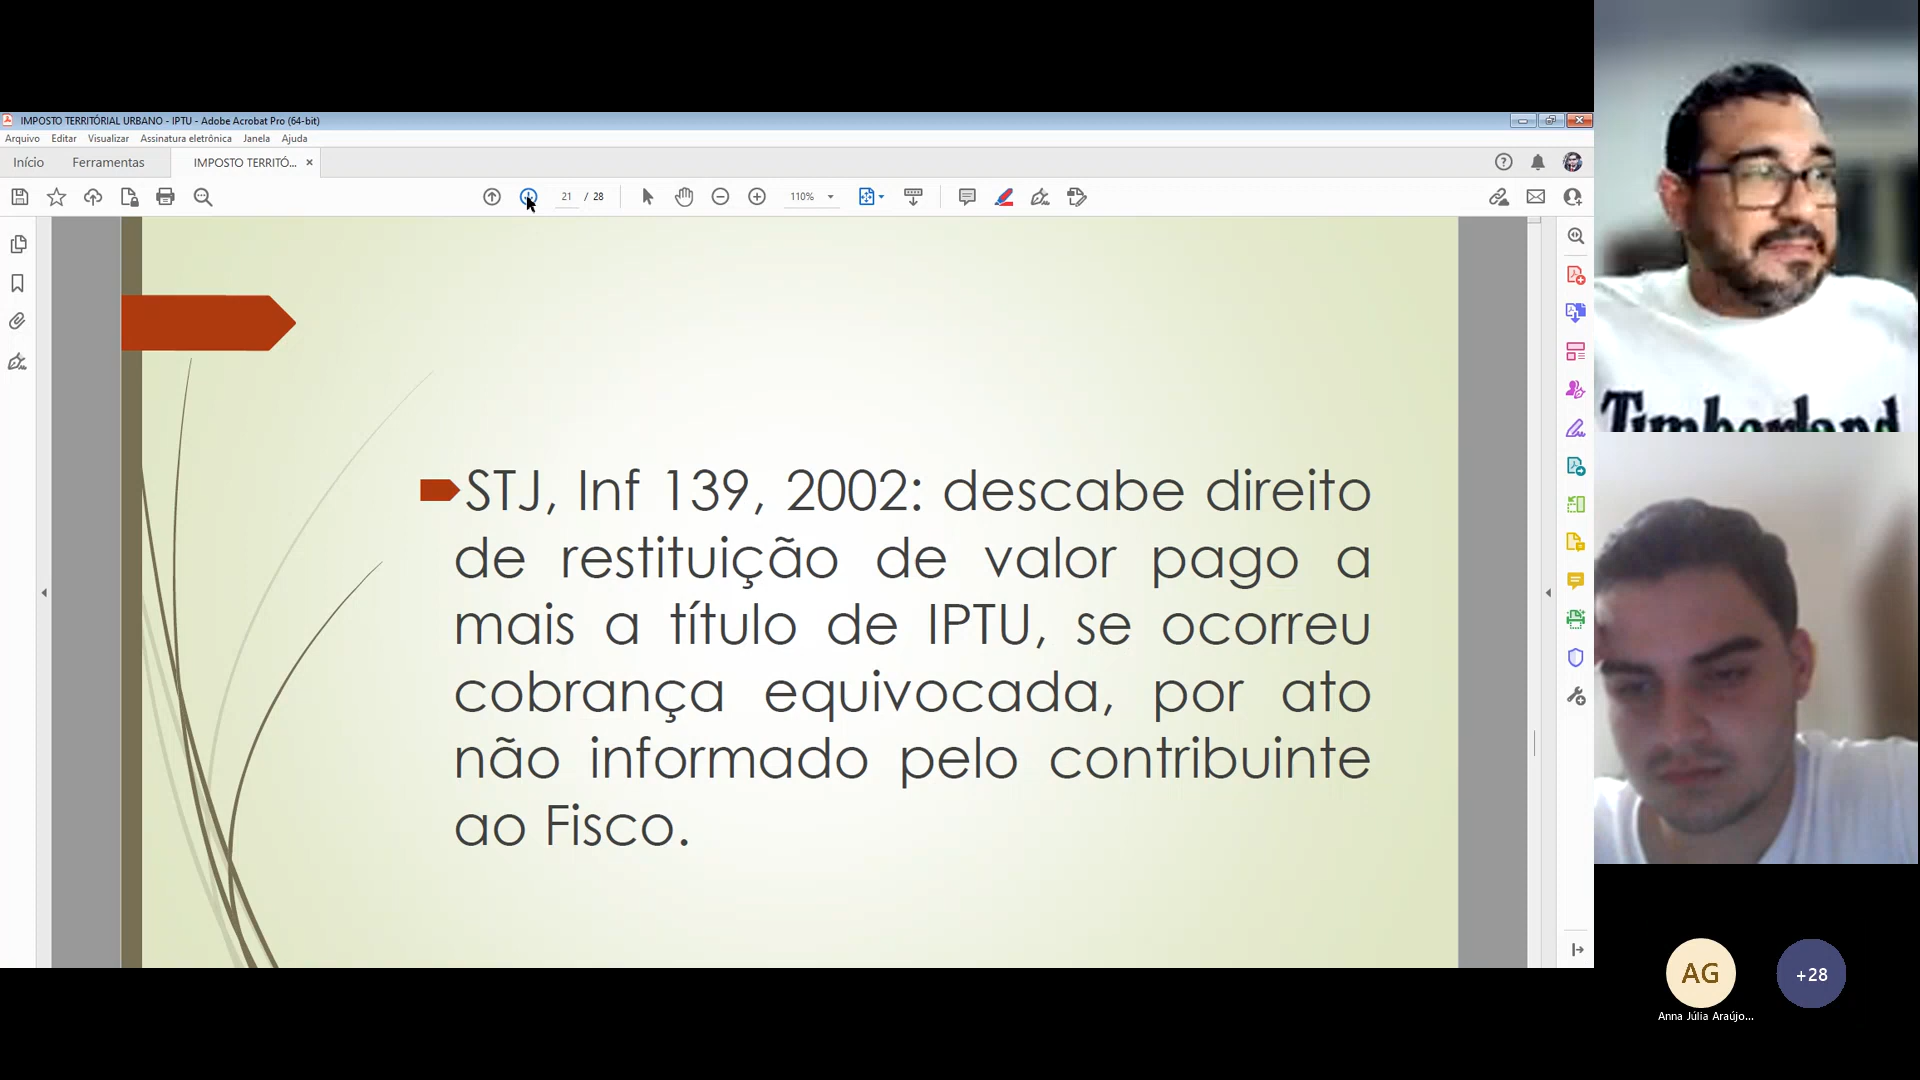 IMPOSTO TERRITÓRIAL URBANO - IPTU - Adobe Acrobat Pro (64-bit)
Arquivo Editar Visualizar Assinatura eletrônica Janela Ajuda
Início Ferramentas IMPOSTO TERRITÓ... ×
21 / 28 110%
STJ, Inf 139, 2002: descabe direito
de restituição de valor pago a
mais a título de IPTU, se ocorreu
cobrança equivocada, por ato
não informado pelo contribuinte
ao Fisco.
Timberland
AG
+28
Anna Júlia Araújo...